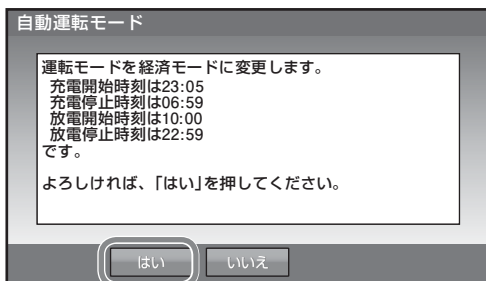 自動運転モード
運転モードを経済モードに変更します。
充電開始時刻は23:05
充電停止時刻は06:59
放電開始時刻は10:00
放電停止時刻は22:59
です。
よろしければ、「はい」を押してください。
はい
いいえ